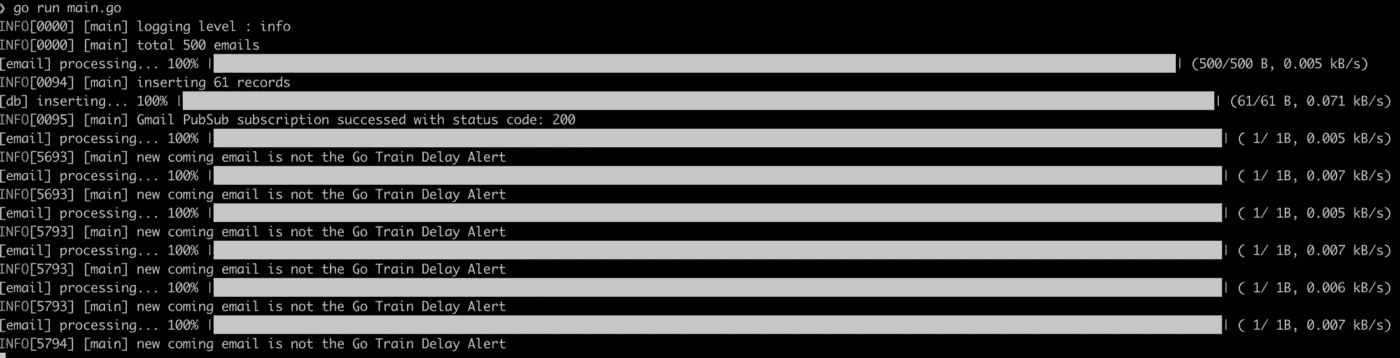 ❯ go run main.go
INFO[0000] [main] logging level : info
INFO[0000] [main] total 500 emails
[email] processing... 100% || (500/500 B, 0.005 kB/s)
INFO[0094] [main] inserting 61 records
[db] inserting... 100% || (61/61 B, 0.071 kB/s)
INFO[0095] [main] Gmail PubSub subscription successed with status code: 200
[email] processing... 100% || ( 1/ 1B, 0.005 kB/s)
INFO[5693] [main] new coming email is not the Go Train Delay Alert
[email] processing... 100% || ( 1/ 1B, 0.007 kB/s)
INFO[5693] [main] new coming email is not the Go Train Delay Alert
[email] processing... 100% || ( 1/ 1B, 0.005 kB/s)
INFO[5793] [main] new coming email is not the Go Train Delay Alert
[email] processing... 100% || ( 1/ 1B, 0.007 kB/s)
INFO[5793] [main] new coming email is not the Go Train Delay Alert
[email] processing... 100% || ( 1/ 1B, 0.006 kB/s)
INFO[5793] [main] new coming email is not the Go Train Delay Alert
[email] processing... 100% || ( 1/ 1B, 0.007 kB/s)
INFO[5794] [main] new coming email is not the Go Train Delay Alert